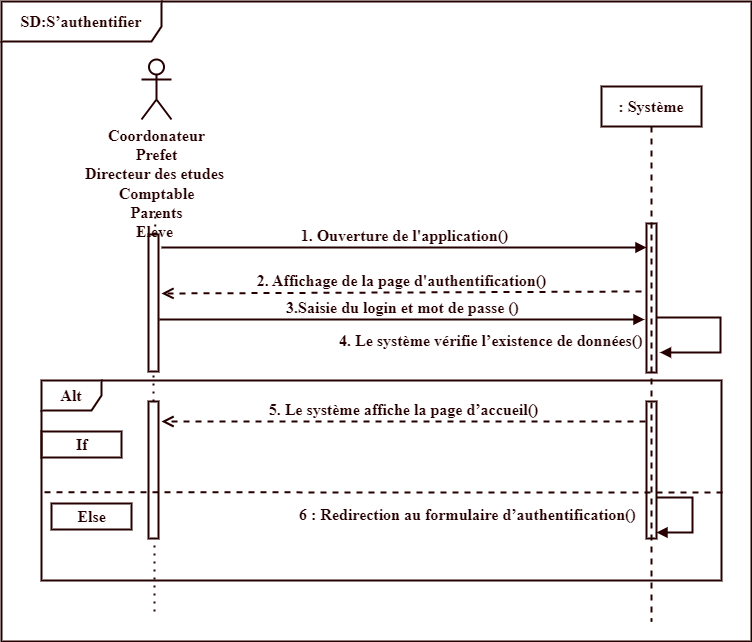 SD:S’authentifier
Coordonateur
Prefet
Directeur des etudes
Comptable
Parents
Elève
: Système
1. Ouverture de l'application()
2. Affichage de la page d'authentification()
3.Saisie du login et mot de passe ()
4. Le système vérifie l’existence de données()
Alt
5. Le système affiche la page d’accueil()
If
Else
6 : Redirection au formulaire d’authentification()